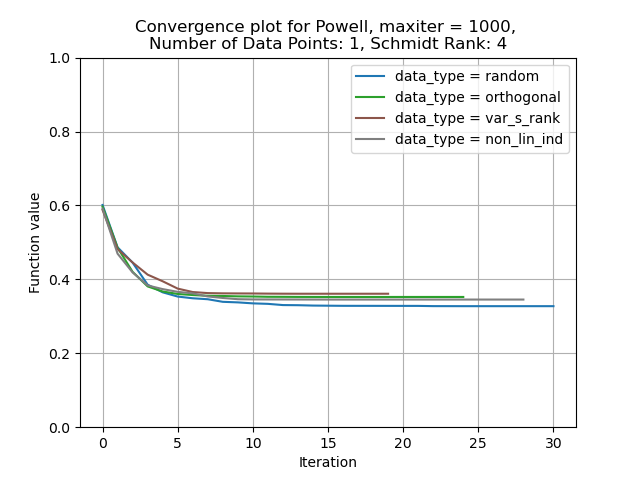 Convergence plot for Powell, maxiter = 1000,
Number of Data Points: 1, Schmidt Rank: 4
data_type = random
data_type = orthogonal
data_type = var_s_rank
data_type = non_lin_ind
1.0
0.8
0.6
0.4
0.2
0.0
Function value
0 5 10 15 20 25 30
Iteration